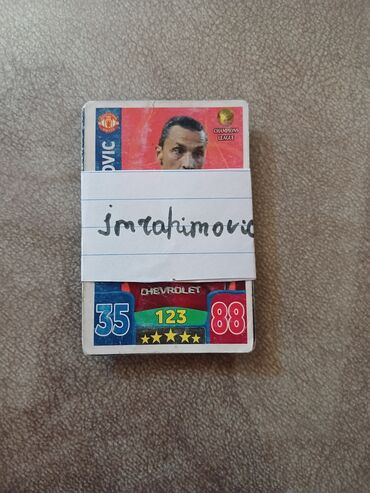 OVIC
CHAMPIONS
LEAGUE
imrahimovic
CHEVROLET
35
123
88